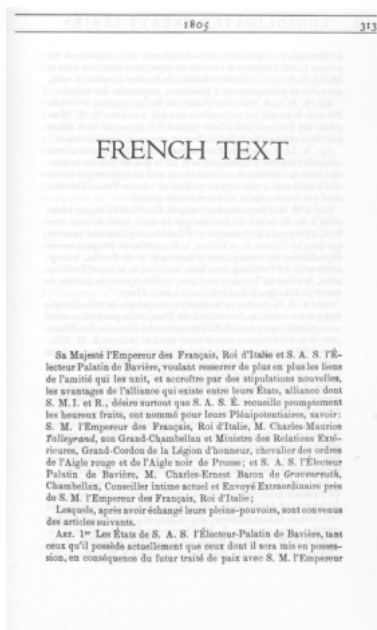 1805
313
FRENCH TEXT
Sa Majesté l'Empereur des Français, Roi d'Italie et S. A. S. l'É-
lecteur Palatin de Bavière, voulant resserrer de plus en plus les liens
de l'amitié qui les unit, et accroître par des stipulations nouvelles,
les avantages de l'alliance qui existe entre leurs États, alliance dont
S. M. I. et R., désire surtout que S. A. S. É. recueille promptement
les heureux fruits, ont nommé pour leurs Plénipotentiaires, savoir:
S. M. l'Empereur des Français, Roi d'Italie, M. Charles-Maurice
Talleyrand, son Grand-Chambellan et Ministre des Relations Exté-
rieures, Grand-Cordon de la Légion d'honneur, chevalier des ordres
de l'Aigle rouge et de l'Aigle noir de Prusse; et S. A. S. l'Électeur
Palatin de Bavière, M. Charles-Ernest Baron de Gravenreuth,
Chambellan, Conseiller intime actuel et Envoyé Extraordinaire près
de S. M. l'Empereur des Français, Roi d'Italie;
Lesquels, après avoir échangé leurs pleins-pouvoirs, sont convenus
des articles suivants.
Art. 1er Les États de S. A. S. l'Électeur-Palatin de Bavière, tant
ceux qu'il possède actuellement que ceux dont il sera mis en posses-
sion, en conséquence du futur traité de paix avec S. M. l'Empereur